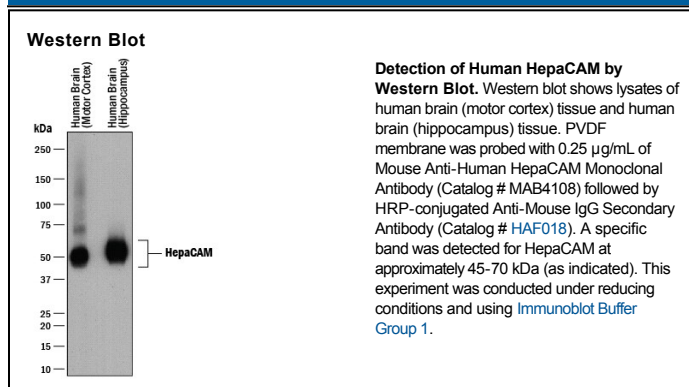 Western Blot
Human Brain
(Motor Cortex)
Human Brain
(Hippocampus)
kDa
250
150
100
75
50
37
25
20
15
10
HepaCAM
Detection of Human HepaCAM by
Western Blot. Western blot shows lysates of
human brain (motor cortex) tissue and human
brain (hippocampus) tissue. PVDF
membrane was probed with 0.25 µg/mL of
Mouse Anti-Human HepaCAM Monoclonal
Antibody (Catalog # MAB4108) followed by
HRP-conjugated Anti-Mouse IgG Secondary
Antibody (Catalog # HAF018). A specific
band was detected for HepaCAM at
approximately 45-70 kDa (as indicated). This
experiment was conducted under reducing
conditions and using Immunoblot Buffer
Group 1.